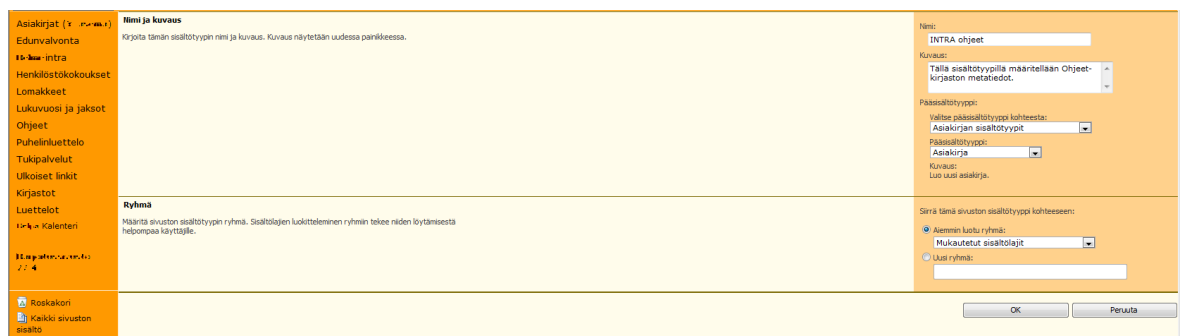 Asiakirjat (
Edunvalvonta
-intra
Henkilöstökokoukset
Lomakkeet
Lukuvuosi ja jaksot
Ohjeet
Puhelinluettelo
Tukipalvelut
Ulkoiset linkit
Kirjastot
Luettelot
Kalenteri
Roskakori
Kaikki sivuston
sisältö
Nimi ja kuvaus
Kirjoita tämän sisältötyypin nimi ja kuvaus. Kuvaus näytetään uudessa painikkeessa.
Nimi:
INTRA ohjeet
Kuvaus:
Tällä sisältötyypillä määritellään Ohjeet-
kirjaston metatiedot.
Pääsisältötyyppi:
Valitse pääsisältötyyppi kohteesta:
Asiakirjan sisältötyypit
Pääsisältötyyppi:
Asiakirja
Kuvaus:
Luo uusi asiakirja.
Ryhmä
Määritä sivuston sisältötyypin ryhmä. Sisältölajien luokitteleminen ryhmiin tekee niiden löytämisestä
helpompaa käyttäjille.
Siirrä tämä sivuston sisältötyyppi kohteeseen:
Aiemmin luotu ryhmä:
Mukautetut sisältölajit
Uusi ryhmä:
OK
Peruuta